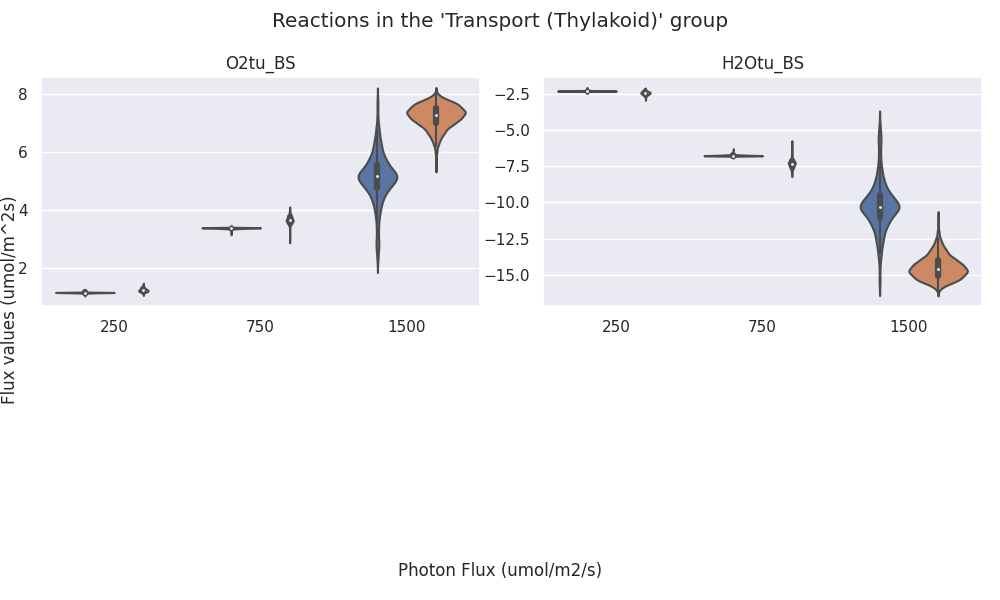 Reactions in the 'Transport (Thylakoid)' group
O2tu_BS
8
6
4
2
250 750 1500
H2Otu_BS
−2.5
−5.0
−7.5
−10.0
−12.5
−15.0
250 750 1500
Flux values (umol/m^2s)
Photon Flux (umol/m2/s)